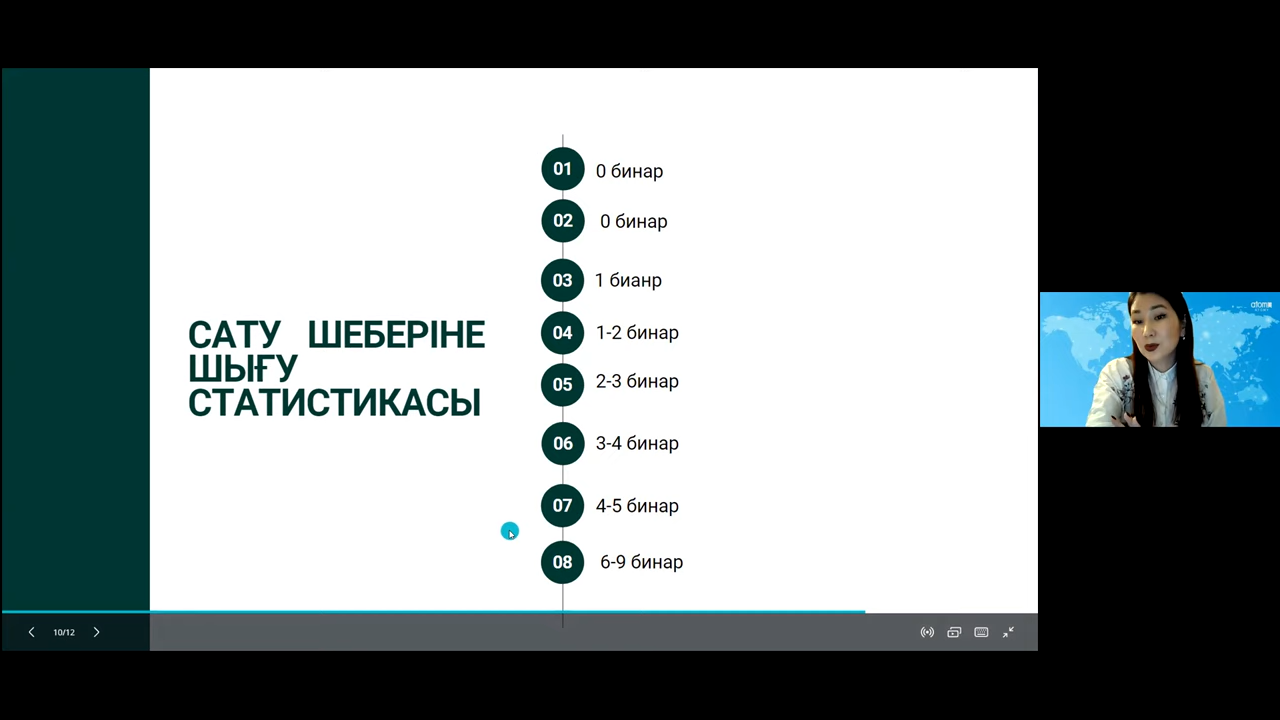 САТУ ШЕБЕРІНЕ
ШЫҒУ
СТАТИСТИКАСЫ
01 0 бинар
02 0 бинар
03 1 бианр
04 1-2 бинар
05 2-3 бинар
06 3-4 бинар
07 4-5 бинар
08 6-9 бинар
10/12